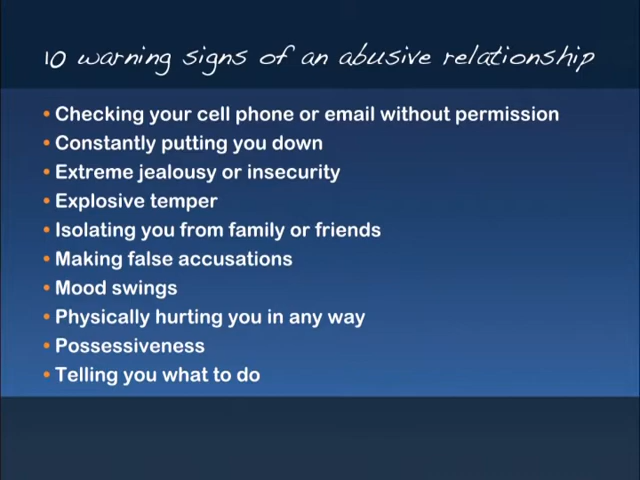 10 warning signs of an abusive relationship
• Checking your cell phone or email without permission
• Constantly putting you down
• Extreme jealousy or insecurity
• Explosive temper
• Isolating you from family or friends
• Making false accusations
• Mood swings
• Physically hurting you in any way
• Possessiveness
• Telling you what to do